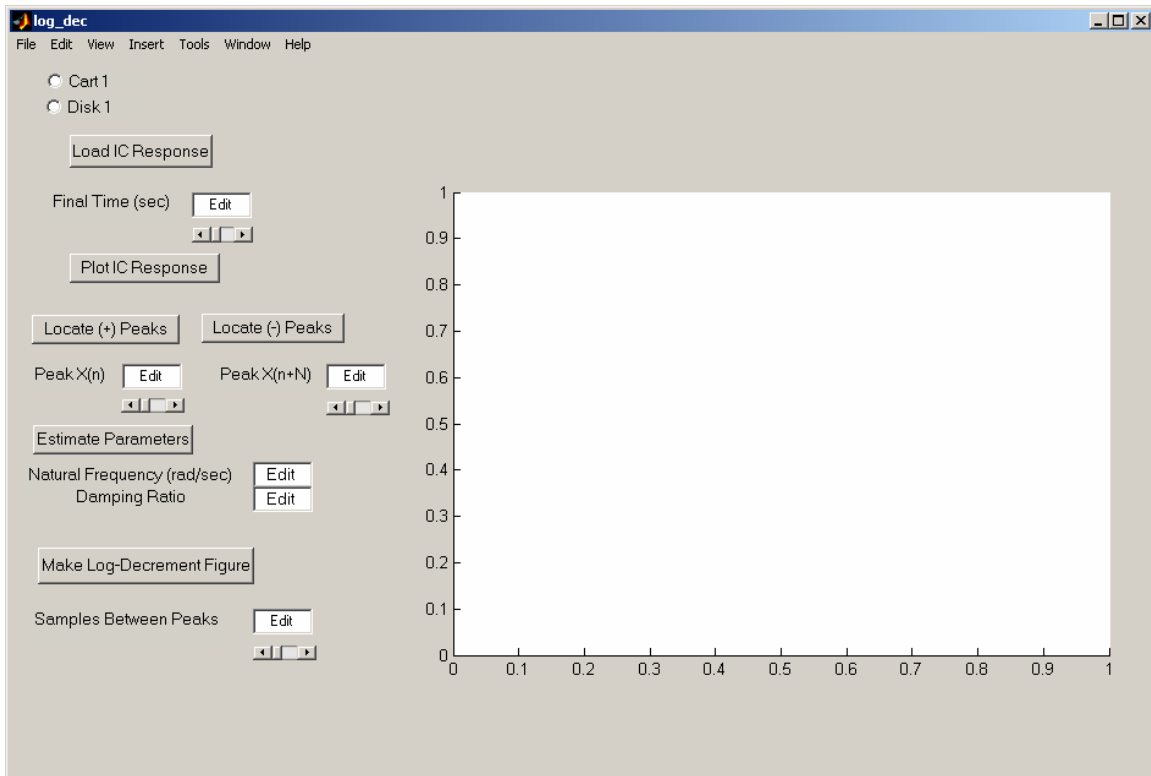 log_dec
File Edit View Insert Tools Window Help
Cart 1
Disk 1
Load IC Response
Final Time (sec) Edit
Plot IC Response
Locate (+) Peaks Locate (-) Peaks
Peak X(n) Edit Peak X(n+N) Edit
Estimate Parameters
Natural Frequency (rad/sec) Edit
Damping Ratio Edit
Make Log-Decrement Figure
Samples Between Peaks Edit
1
0.9
0.8
0.7
0.6
0.5
0.4
0.3
0.2
0.1
0
0 0.1 0.2 0.3 0.4 0.5 0.6 0.7 0.8 0.9 1